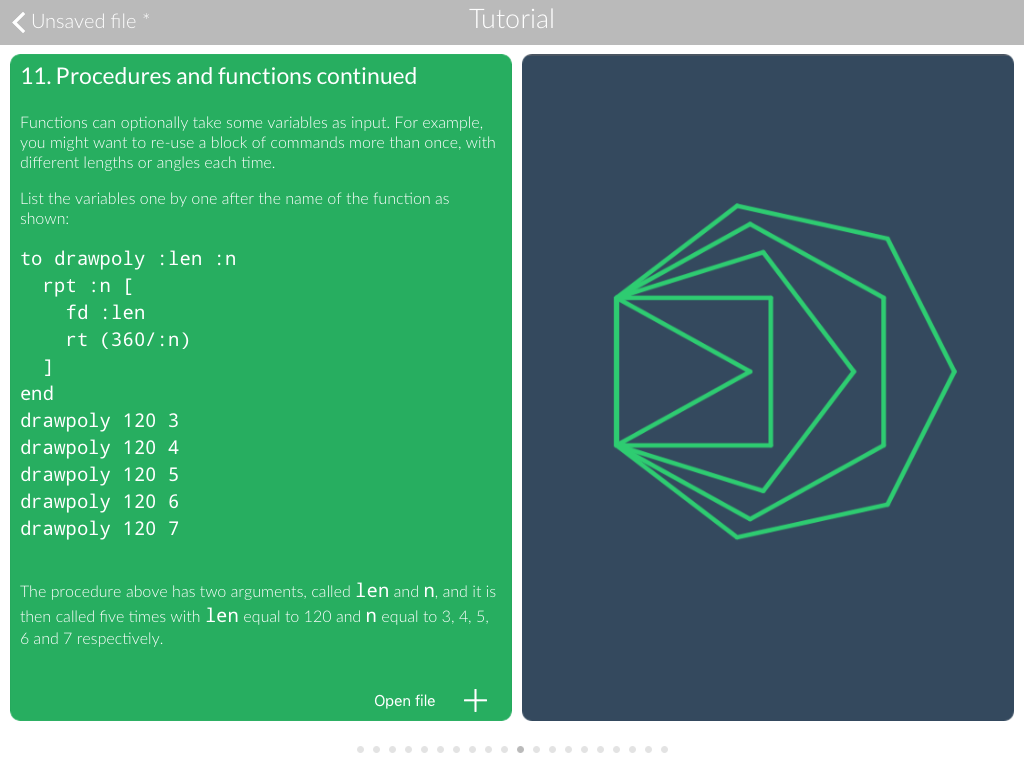 Unsaved file *
Tutorial
11. Procedures and functions continued
Functions can optionally take some variables as input. For example,
you might want to re-use a block of commands more than once, with
different lengths or angles each time.
List the variables one by one after the name of the function as
shown:
to drawpoly :len :n
  rpt :n [
    fd :len
    rt (360/:n)
  ]
end
drawpoly 120 3
drawpoly 120 4
drawpoly 120 5
drawpoly 120 6
drawpoly 120 7
The procedure above has two arguments, called len and n, and it is
then called five times with len equal to 120 and n equal to 3, 4, 5,
6 and 7 respectively.
Open file